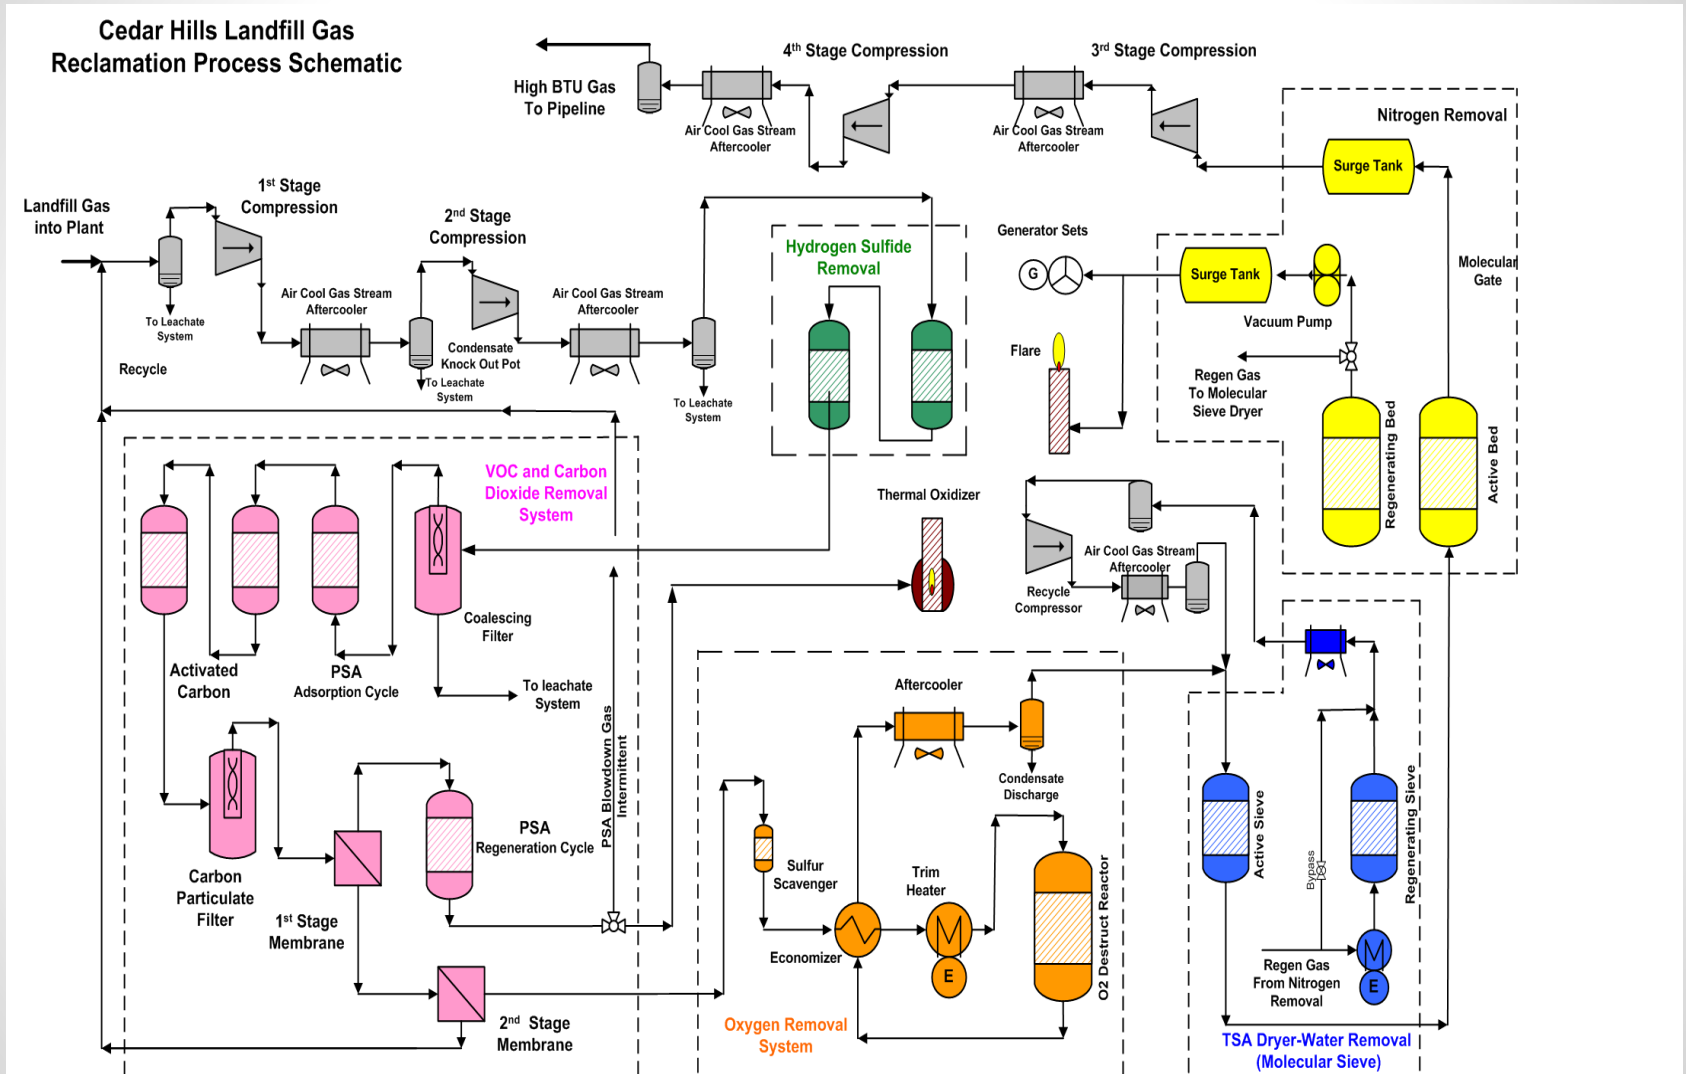 Cedar Hills Landfill Gas
Reclamation Process Schematic
High BTU Gas
To Pipeline
4th Stage Compression
3rd Stage Compression
Air Cool Gas Stream
Aftercooler
Air Cool Gas Stream
Aftercooler
Nitrogen Removal
Surge Tank
Landfill Gas
into Plant
1st Stage
Compression
2nd Stage
Compression
Air Cool Gas Stream
Aftercooler
Air Cool Gas Stream
Aftercooler
To Leachate
System
Condensate
Knock Out Pot
To Leachate
System
To Leachate
System
Recycle
Hydrogen Sulfide
Removal
Generator Sets
G
Surge Tank
Vacuum Pump
Molecular
Gate
Flare
Regen Gas
To Molecular
Sieve Dryer
Regenerating Bed
Active Bed
VOC and Carbon
Dioxide Removal
System
Thermal Oxidizer
Air Cool Gas Stream
Aftercooler
Recycle
Compressor
Coalescing
Filter
Activated
Carbon
PSA
Adsorption Cycle
To leachate
System
PSA Blowdown Gas
Intermittent
Carbon
Particulate
Filter
1st Stage
Membrane
PSA
Regeneration Cycle
2nd Stage
Membrane
Aftercooler
Condensate
Discharge
Sulfur
Scavenger
Trim
Heater
Economizer
E
O2 Destruct Reactor
Oxygen Removal
System
Active Sieve
Bypass
Regenerating Sieve
Regen Gas
From Nitrogen
Removal
E
TSA Dryer-Water Removal
(Molecular Sieve)